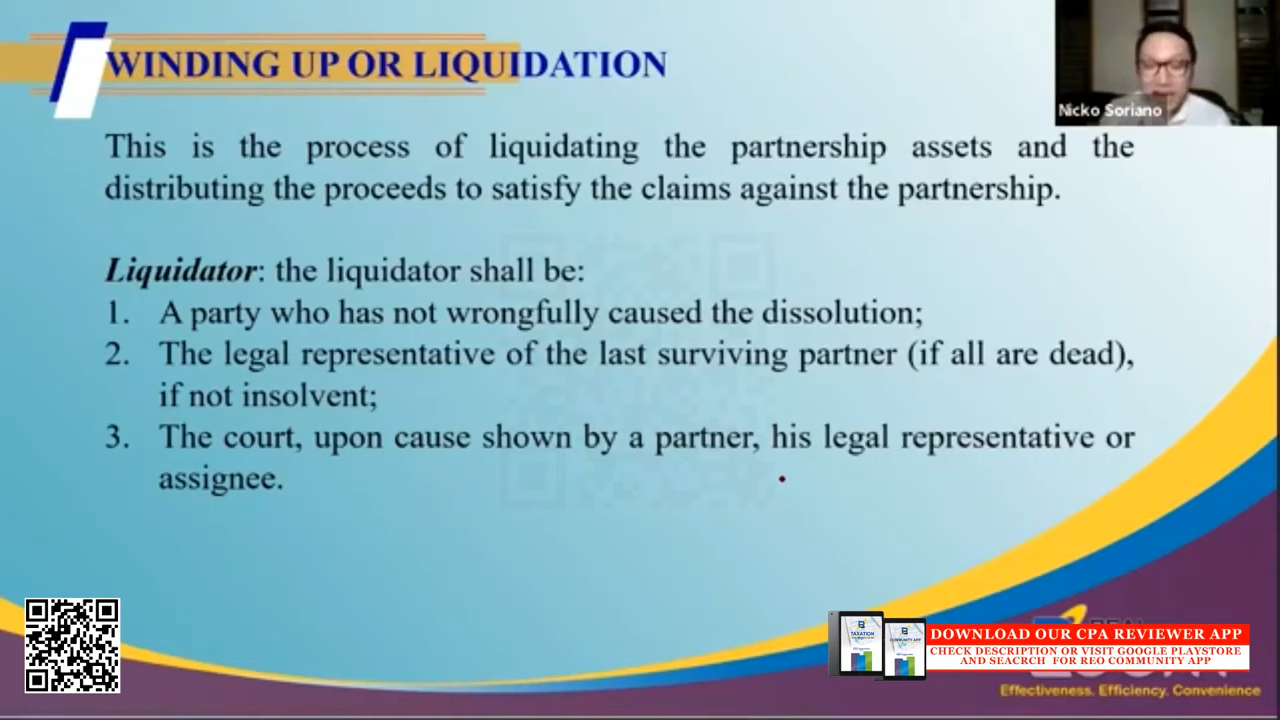 WINDING UP OR LIQUIDATION
Nicko Soriano
This is the process of liquidating the partnership assets and the
distributing the proceeds to satisfy the claims against the partnership.
Liquidator: the liquidator shall be:
1. A party who has not wrongfully caused the dissolution;
2. The legal representative of the last surviving partner (if all are dead),
if not insolvent;
3. The court, upon cause shown by a partner, his legal representative or
assignee.
TAXATION
DOWNLOAD OUR CPA REVIEWER APP
CHECK DESCRIPTION OR VISIT GOOGLE PLAYSTORE
AND SEACRCH FOR REO COMMUNITY APP
Effectiveness. Efficiency. Convenience